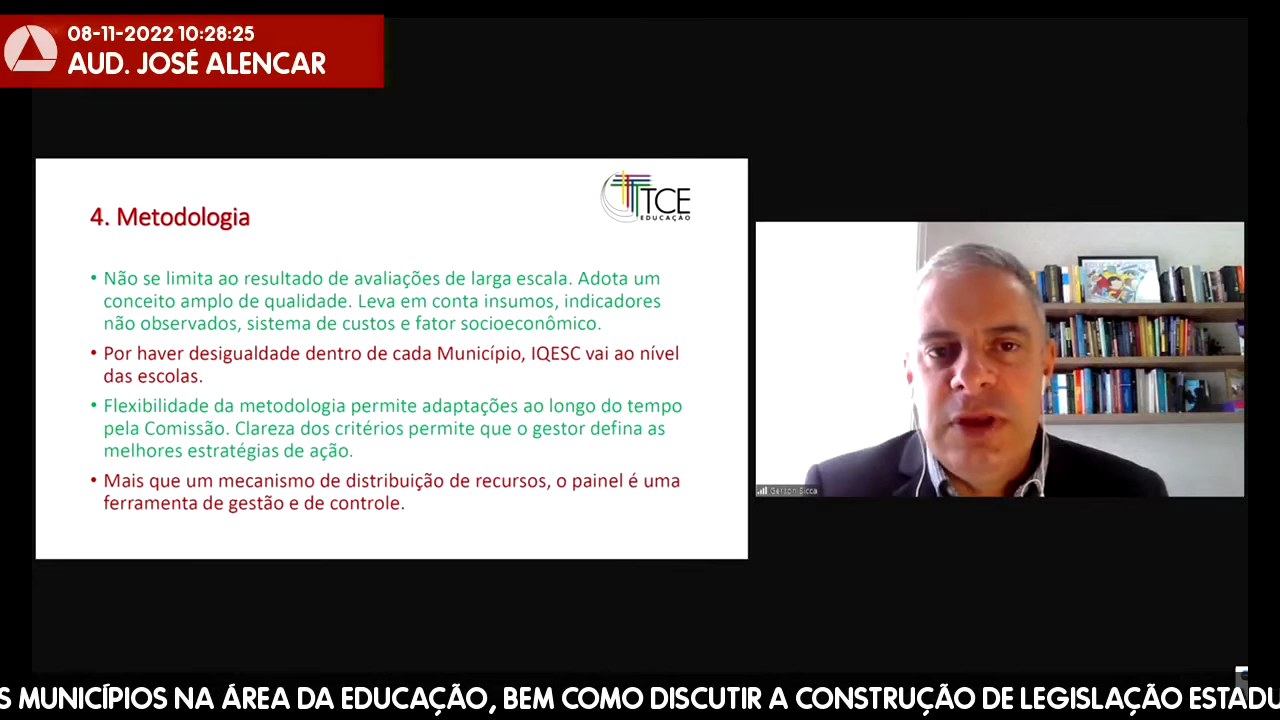 08-11-2022 10:28:25
AUD. JOSÉ ALENCAR
TCE
EDUCAÇÃO
4. Metodologia
• Não se limita ao resultado de avaliações de larga escala. Adota um
conceito amplo de qualidade. Leva em conta insumos, indicadores
não observados, sistema de custos e fator socioeconômico.
• Por haver desigualdade dentro de cada Município, IQESC vai ao nível
das escolas.
• Flexibilidade da metodologia permite adaptações ao longo do tempo
pela Comissão. Clareza dos critérios permite que o gestor defina as
melhores estratégias de ação.
• Mais que um mecanismo de distribuição de recursos, o painel é uma
ferramenta de gestão e de controle.
Gerson Sicca
S MUNICÍPIOS NA ÁREA DA EDUCAÇÃO, BEM COMO DISCUTIR A CONSTRUÇÃO DE LEGISLAÇÃO ESTADU